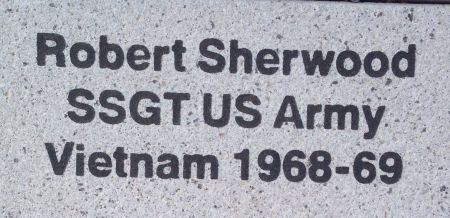 Robert Sherwood
SSGT US Army
Vietnam 1968-69